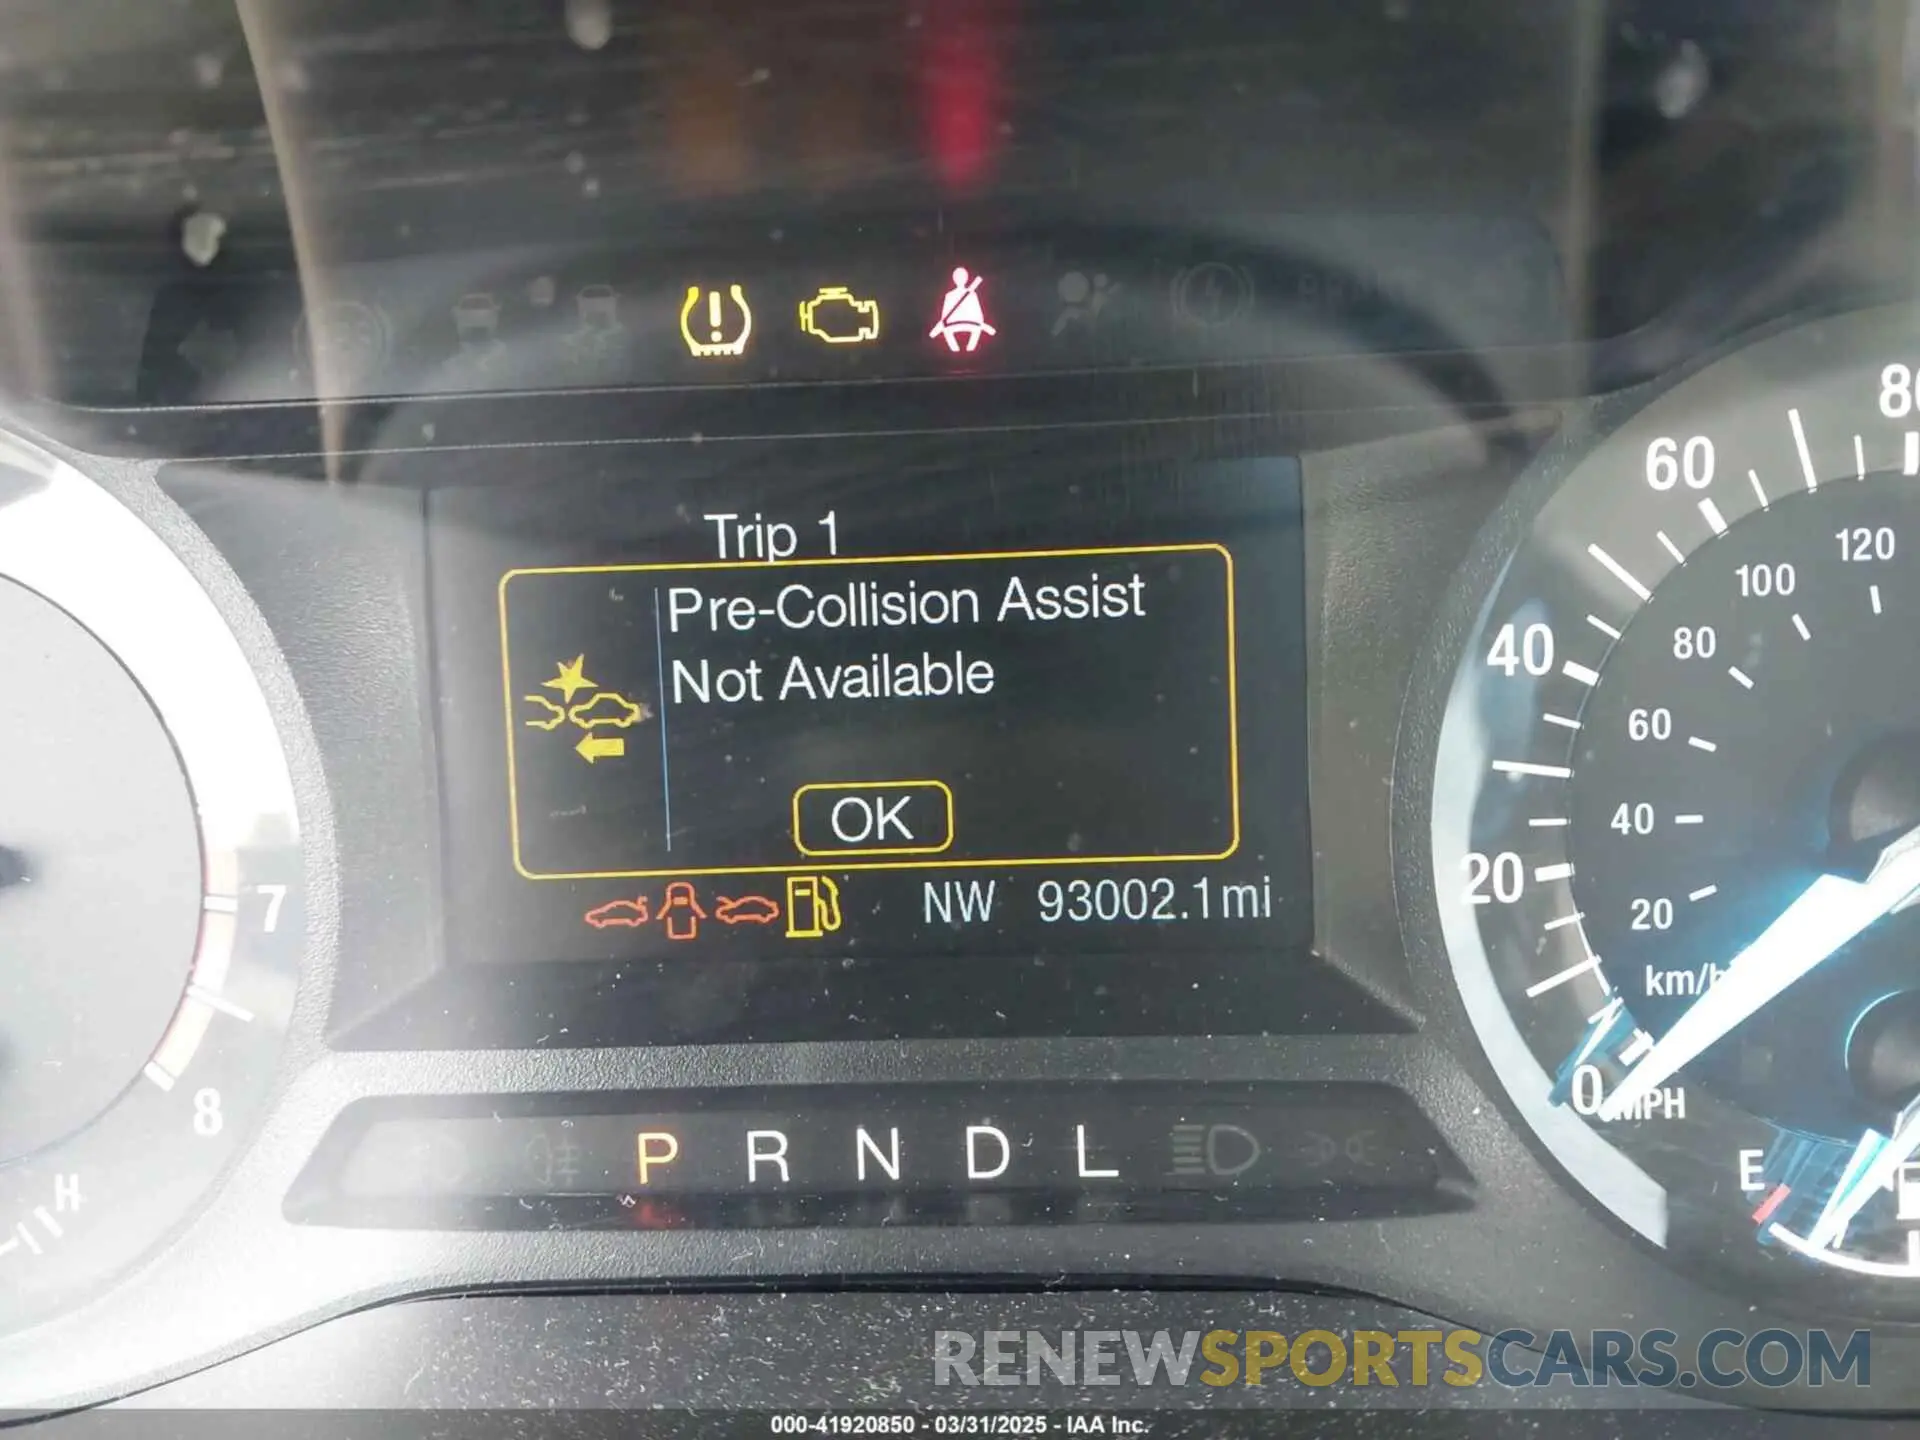 80
60
120
100
Trip 1
Pre-Collision Assist
Not Available
40
80
60
OK
40
20
20
7
NW 93002.1mi
km/h
8
0 MPH
P R N D L
E
H
RENEWSPORTSCARS.COM
000-41920850 - 03/31/2025 - IAA Inc.